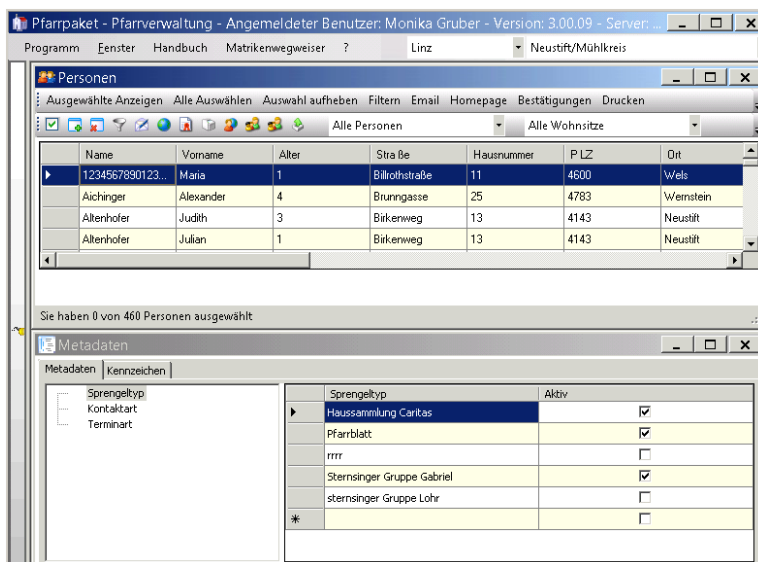 Pfarrpaket - Pfarrverwaltung - Angemeldeter Benutzer: Monika Gruber - Version: 3.00.09 - Server: ...
Programm Fenster Handbuch Matrikenwegweiser ? Linz Neustift/Mühlkreis
Personen
Ausgewählte Anzeigen Alle Auswählen Auswahl aufheben Filtern Email Homepage Bestätigungen Drucken
Alle Personen Alle Wohnsitze
Name Vorname Alter Straße Hausnummer PLZ Ort
1234567890123... Maria 1 Billrothstraße 11 4600 Wels
Aichinger Alexander 4 Brunngasse 25 4783 Wernstein
Altenhofer Judith 3 Birkenweg 13 4143 Neustift
Altenhofer Julian 1 Birkenweg 13 4143 Neustift
Sie haben 0 von 460 Personen ausgewählt
Metadaten
Metadaten Kennzeichen
Sprengeltyp
Kontaktart
Terminart
Sprengeltyp Aktiv
Haussammlung Caritas
Pfarrblatt
rrrr
Sternsinger Gruppe Gabriel
sternsinger Gruppe Lohr